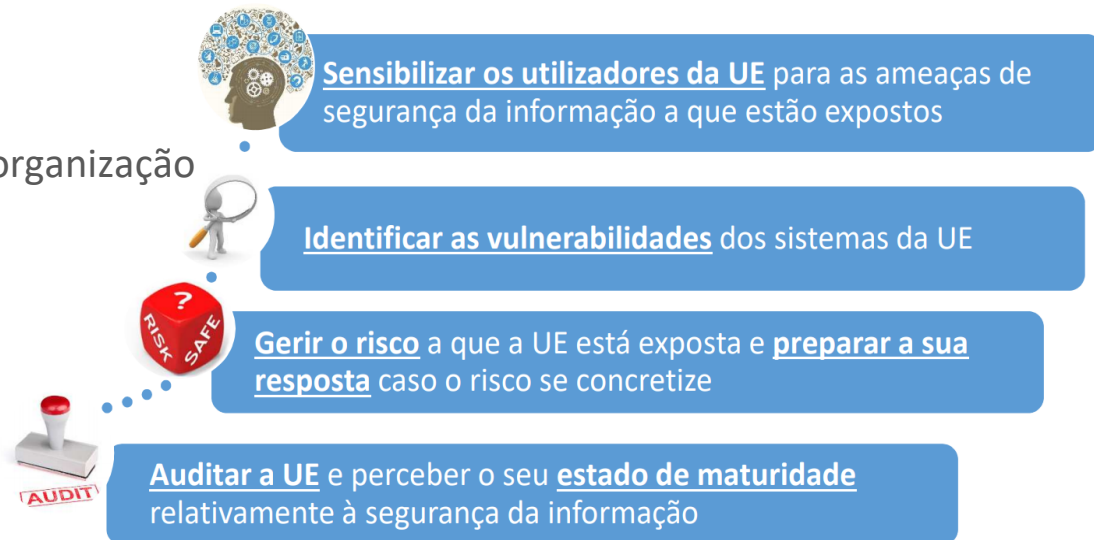 Sensibilizar os utilizadores da UE para as ameaças de
segurança da informação a que estão expostos
organização
Identificar as vulnerabilidades dos sistemas da UE
?
RISK
SAFE
Gerir o risco a que a UE está exposta e preparar a sua
resposta caso o risco se concretize
AUDIT
Auditar a UE e perceber o seu estado de maturidade
relativamente à segurança da informação